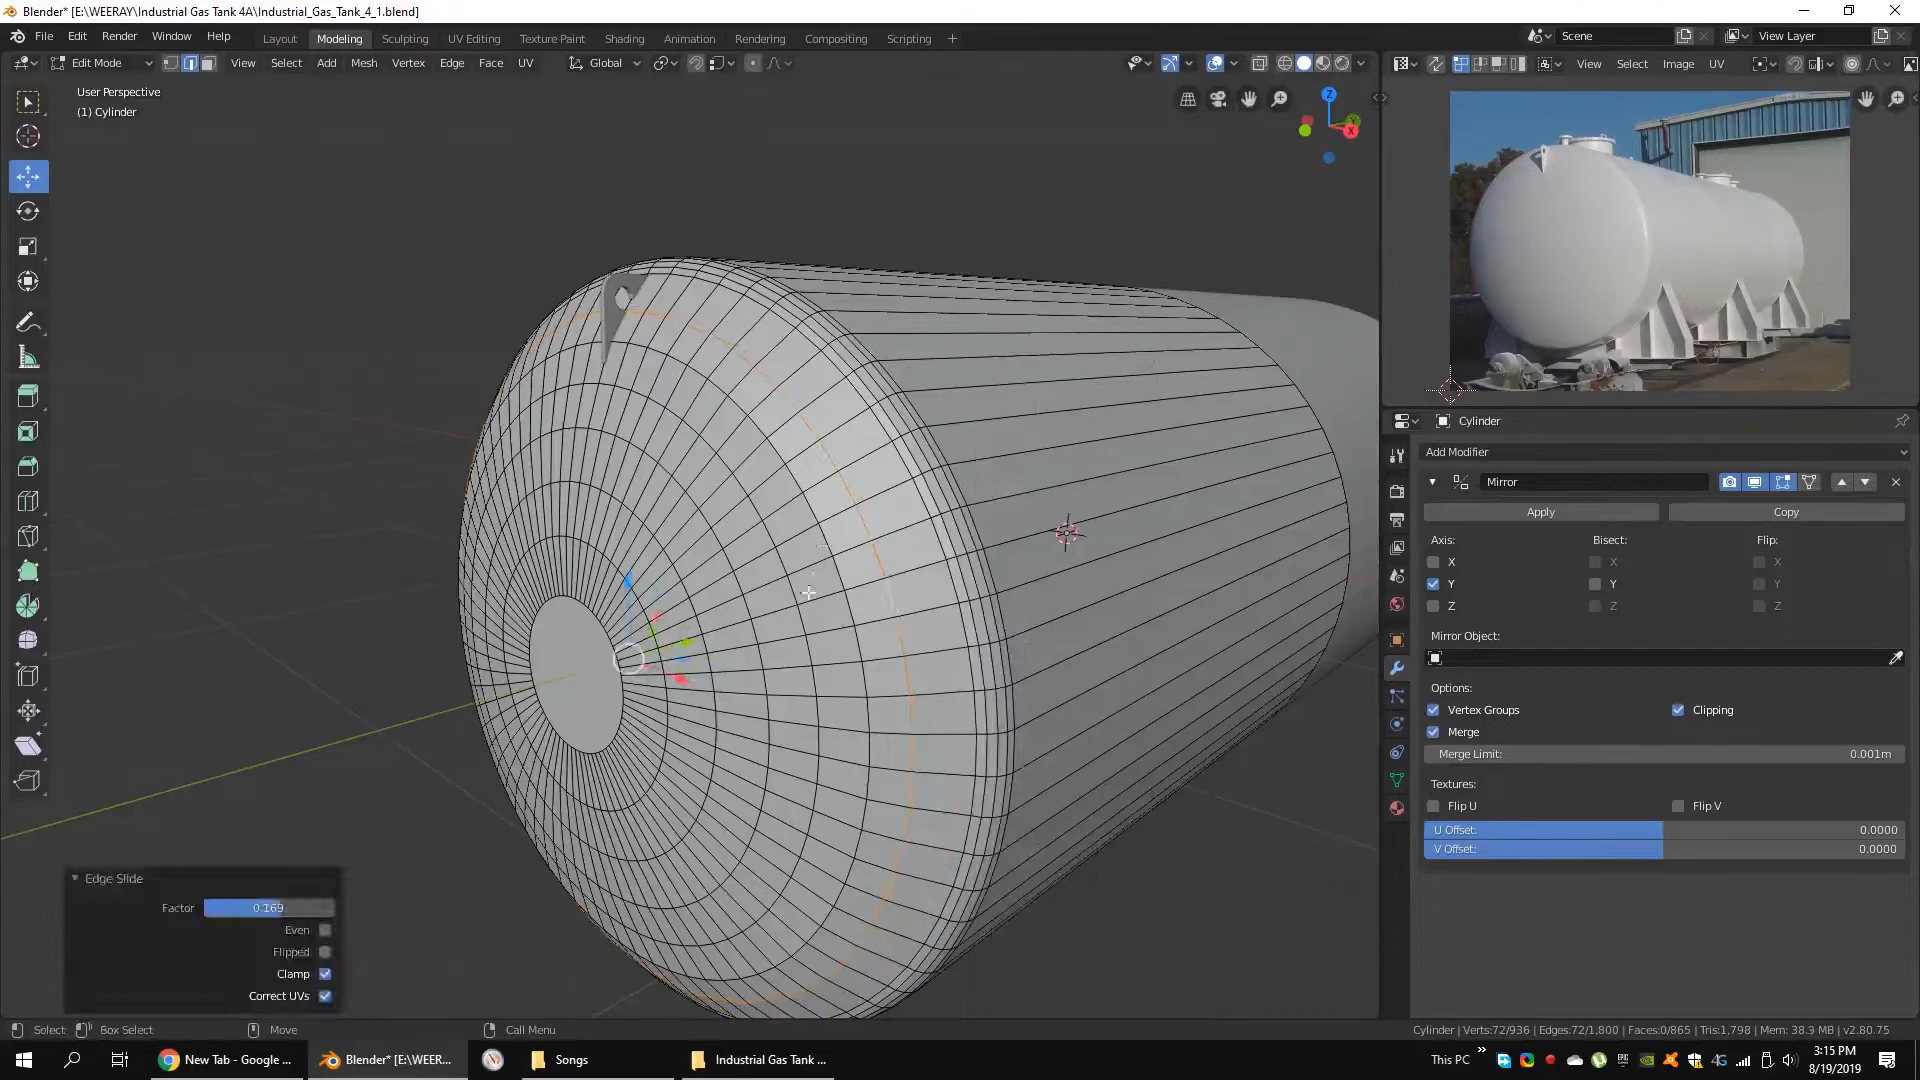 Blender* [E:\WEERAY\Industrial Gas Tank 4A\Industrial_Gas_Tank_4_1.blend]
File Edit Render Window Help
Layout Modeling Sculpting UV Editing Texture Paint Shading Animation Rendering Compositing Scripting +
Scene
View Layer
Edit Mode View Select Add Mesh Vertex Edge Face UV Global
View Select Image UV
User Perspective
(1) Cylinder
Z
Y
X
Cylinder
Add Modifier
Mirror
Apply Copy
Axis: Bisect: Flip:
X X X
Y Y Y
Z Z Z
Mirror Object:
Options:
Vertex Groups Clipping
Merge
Merge Limit: 0.001m
Textures:
Flip U Flip V
U Offset: 0.0000
V Offset: 0.0000
Edge Slide
Factor 0.169
Even
Flipped
Clamp
Correct UVs
Select Box Select Move Call Menu
Cylinder | Verts:72/936 | Edges:72/1,800 | Faces:0/865 | Tris:1,798 | Mem: 38.9 MB | v2.80.75
New Tab - Google ... Blender* [E:\WEER... Songs Industrial Gas Tank ...
This PC
4G
3:15 PM
8/19/2019